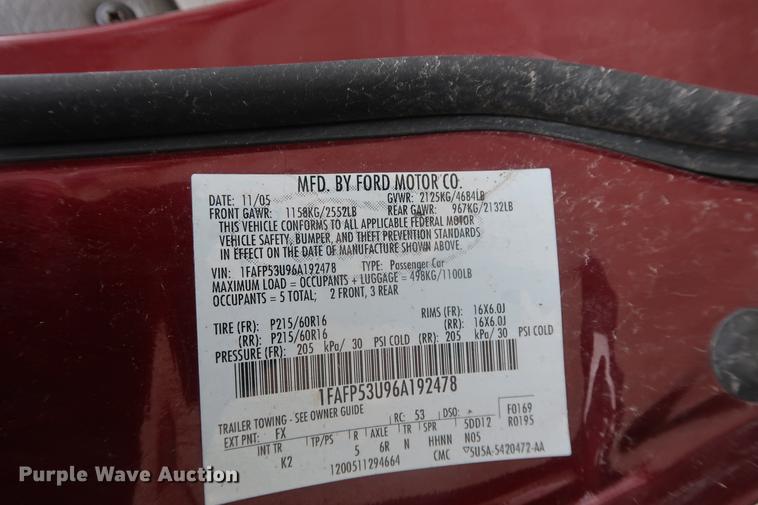 MFD. BY FORD MOTOR CO.
DATE: 11/05 GVWR: 2125KG/4684LB
FRONT GAWR: 1158KG/2552LB REAR GAWR: 967KG/2132LB
THIS VEHICLE CONFORMS TO ALL APPLICABLE FEDERAL MOTOR
VEHICLE SAFETY, BUMPER, AND THEFT PREVENTION STANDARDS
IN EFFECT ON THE DATE OF MANUFACTURE SHOWN ABOVE.
VIN: 1FAFP53U96A192478 TYPE: Passenger Car
MAXIMUM LOAD = OCCUPANTS + LUGGAGE = 498KG/1100LB
OCCUPANTS = 5 TOTAL; 2 FRONT, 3 REAR
TIRE (FR): P215/60R16 RIMS (FR): 16X6.0J
(RR): P215/60R16 (RR): 16X6.0J
PRESSURE (FR): 205 kPa/ 30 PSI COLD (RR): 205 kPa/ 30 PSI COLD
1FAFP53U96A192478
TRAILER TOWING - SEE OWNER GUIDE
EXT PNT: FX RC: 53 DSO: F0169
INT TR TP/PS R AXLE TR SPR 5DD12 R0195
K2 5 6R N HHNN N05
1200511294664 CMC 5U5A-5420472-AA
Purple Wave Auction